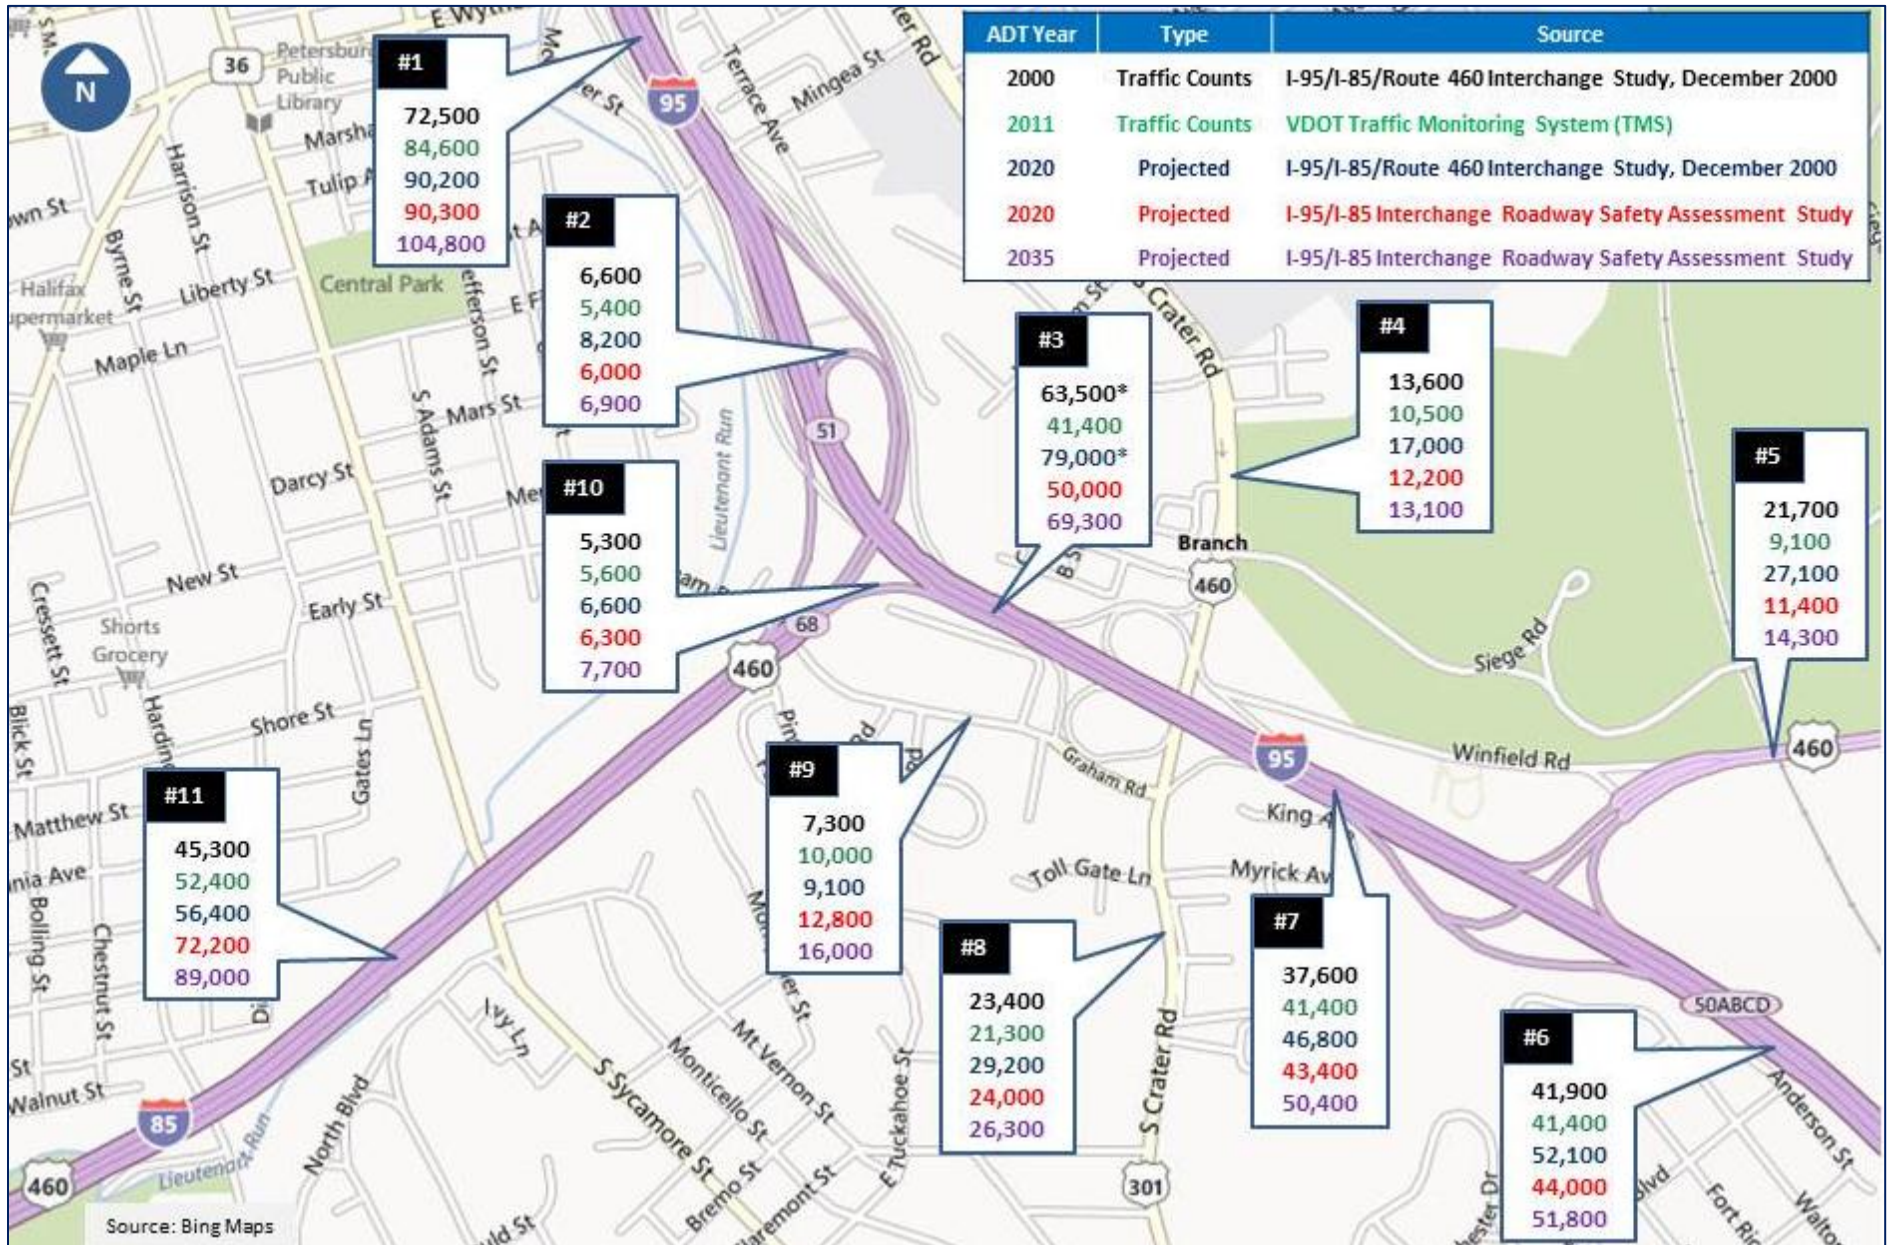 ADT Year Type Source
2000 Traffic Counts I-95/I-85/Route 460 Interchange Study, December 2000
2011 Traffic Counts VDOT Traffic Monitoring System (TMS)
2020 Projected I-95/I-85/Route 460 Interchange Study, December 2000
2020 Projected I-95/I-85 Interchange Roadway Safety Assessment Study
2035 Projected I-95/I-85 Interchange Roadway Safety Assessment Study
N
#1
72,500
84,600
90,200
90,300
104,800
#2
6,600
5,400
8,200
6,000
6,900
#3
63,500*
41,400
79,000*
50,000
69,300
#4
13,600
10,500
17,000
12,200
13,100
#5
21,700
9,100
27,100
11,400
14,300
#6
41,900
41,400
52,100
44,000
51,800
#7
37,600
41,400
46,800
43,400
50,400
#8
23,400
21,300
29,200
24,000
26,300
#9
7,300
10,000
9,100
12,800
16,000
#10
5,300
5,600
6,600
6,300
7,700
#11
45,300
52,400
56,400
72,200
89,000
36
Public
Library
Harrison St
Byrne St
Liberty St
Halifax
Maple Ln
Central Park
Mars St
S Adams St
Darcy St
New St
Early St
Cressett St
Shorts
Grocery
Shore St
Gates Ln
Blick St
Matthew St
Bolling St
Chestnut St
Walnut St
Lieutenant Run
Lieutenant Run
North Blvd
Ivy Ln
S Sycamore St
Monticello St
Mt Vernon St
Bremo St
E Tuckahoe St
Terrace Ave
Mingea St
95
51
68
460
S Crater Rd
Branch
460
Siege Rd
Winfield Rd
460
95
Graham Rd
Toll Gate Ln
S Crater Rd
301
50ABCD
Anderson St
85
460
Source: Bing Maps